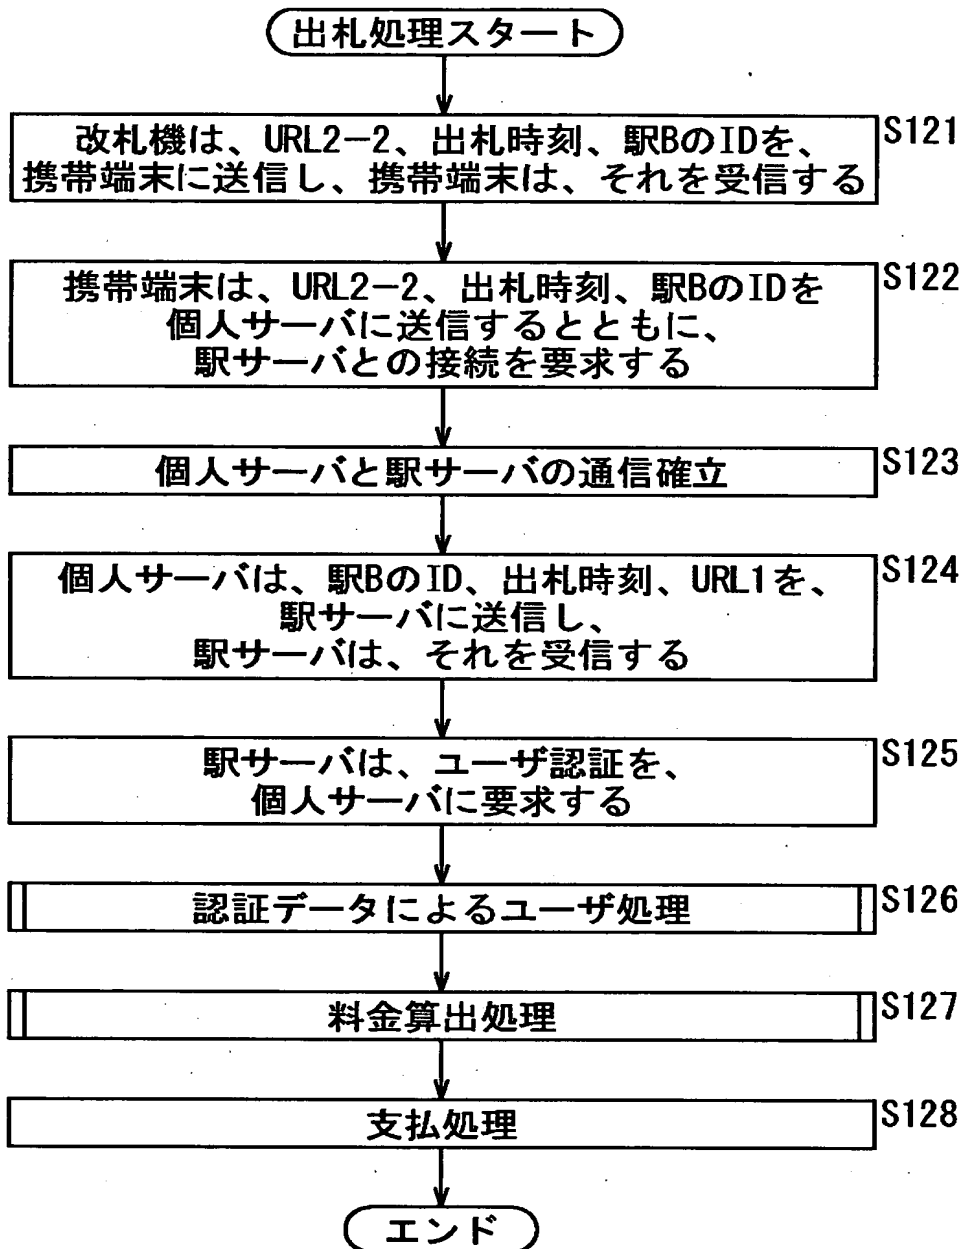 出札処理スタート
改札機は、URL2-2、出札時刻、駅BのIDを、
携帯端末に送信し、携帯端末は、それを受信する
S121
携帯端末は、URL2-2、出札時刻、駅BのIDを
個人サーバに送信するとともに、
駅サーバとの接続を要求する
S122
個人サーバと駅サーバの通信確立
S123
個人サーバは、駅BのID、出札時刻、URL1を、
駅サーバに送信し、
駅サーバは、それを受信する
S124
駅サーバは、ユーザ認証を、
個人サーバに要求する
S125
認証データによるユーザ処理
S126
料金算出処理
S127
支払処理
S128
エンド